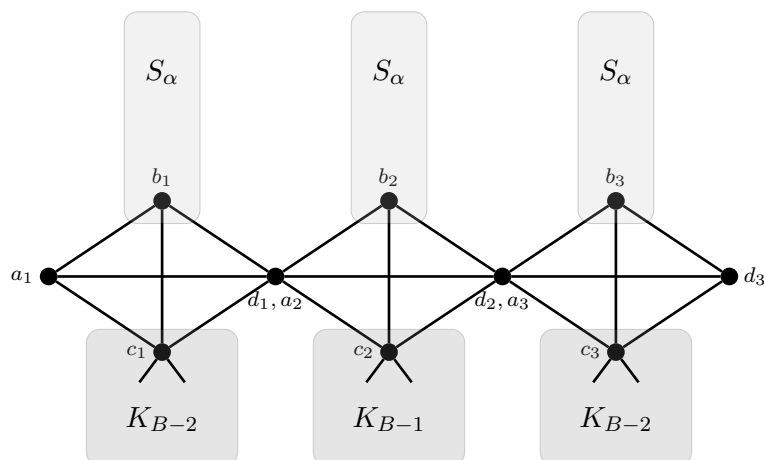 S_α S_α S_α
b_1 b_2 b_3
a_1 d_1, a_2 d_2, a_3 d_3
c_1 c_2 c_3
K_{B−2} K_{B−1} K_{B−2}